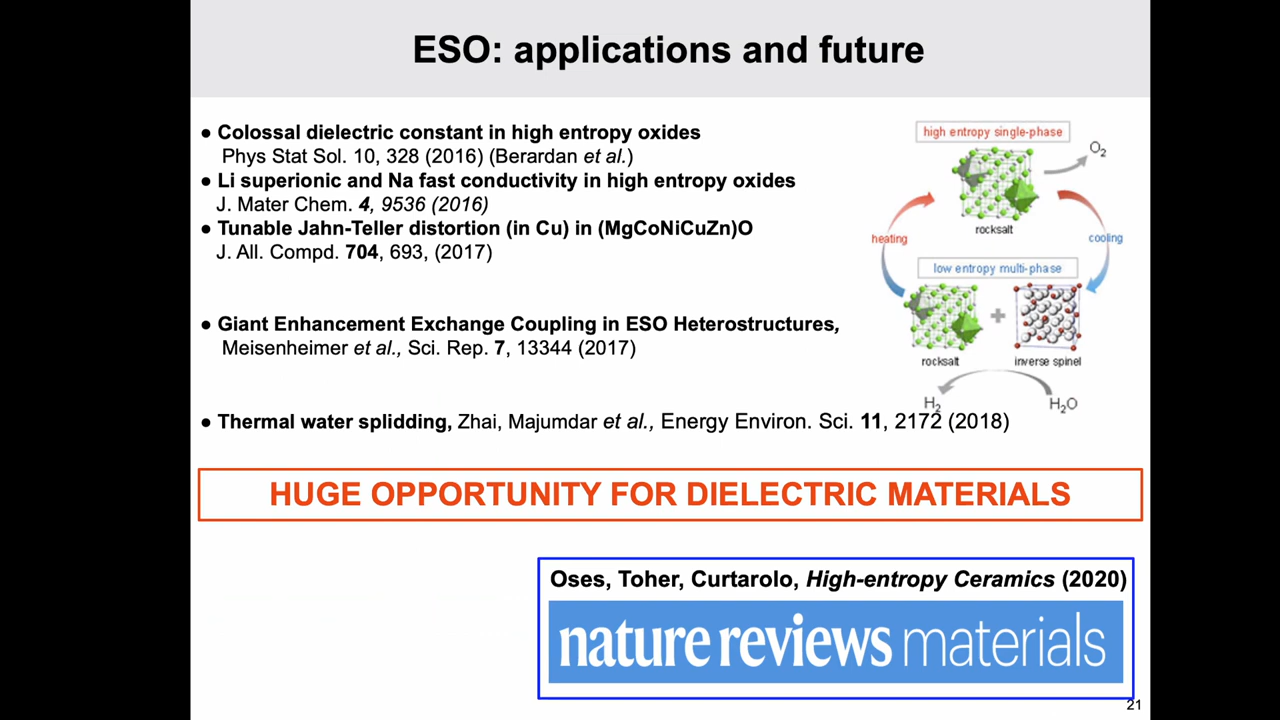 ESO: applications and future
● Colossal dielectric constant in high entropy oxides
Phys Stat Sol. 10, 328 (2016) (Berardan et al.)
● Li superionic and Na fast conductivity in high entropy oxides
J. Mater Chem. 4, 9536 (2016)
● Tunable Jahn-Teller distortion (in Cu) in (MgCoNiCuZn)O
J. All. Compd. 704, 693, (2017)
● Giant Enhancement Exchange Coupling in ESO Heterostructures,
Meisenheimer et al., Sci. Rep. 7, 13344 (2017)
high entropy single-phase
O₂
rocksalt
heating
cooling
low entropy multi-phase
+
rocksalt
inverse spinel
H₂
H₂O
● Thermal water splidding, Zhai, Majumdar et al., Energy Environ. Sci. 11, 2172 (2018)
HUGE OPPORTUNITY FOR DIELECTRIC MATERIALS
Oses, Toher, Curtarolo, High-entropy Ceramics (2020)
nature reviews materials
21